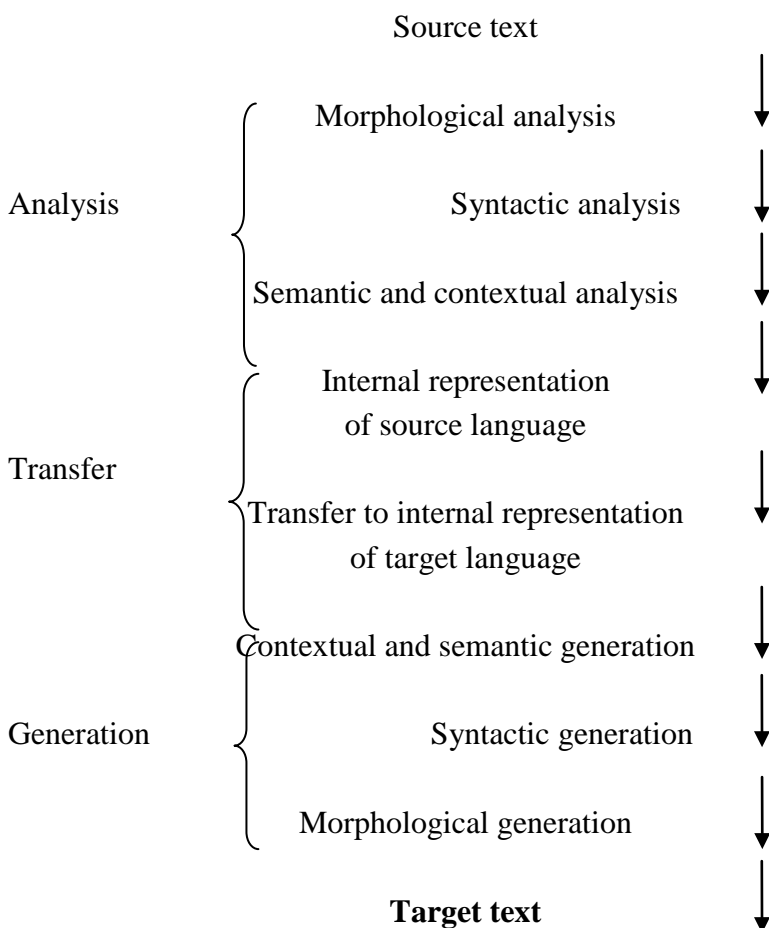 Source text
Morphological analysis
Analysis
Syntactic analysis
Semantic and contextual analysis
Internal representation
of source language
Transfer
Transfer to internal representation
of target language
Contextual and semantic generation
Generation
Syntactic generation
Morphological generation
Target text